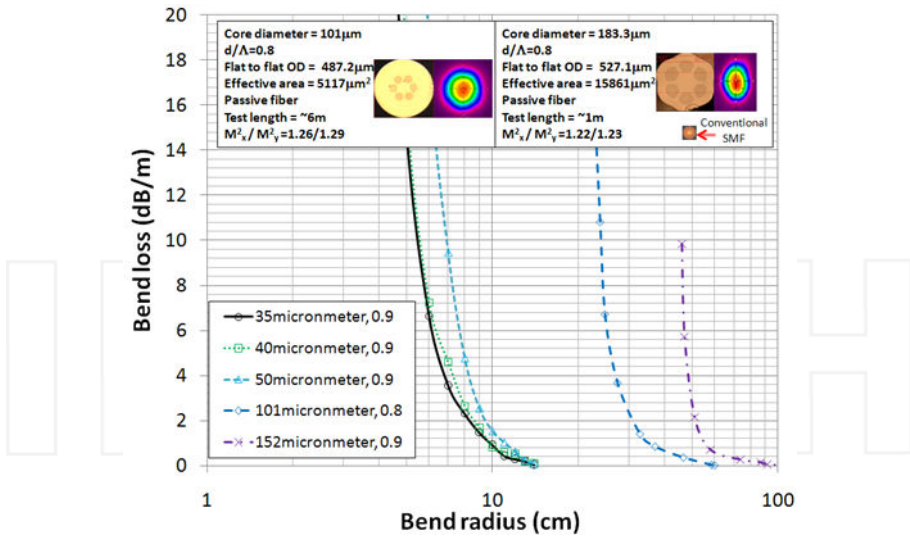 Core diameter = 101μm
d/Λ=0.8
Flat to flat OD = 487.2μm
Effective area = 5117μm²
Passive fiber
Test length = ~6m
M²ₓ / M²ᵧ=1.26/1.29
Core diameter = 183.3μm
d/Λ=0.8
Flat to flat OD = 527.1μm
Effective area = 15861μm²
Passive fiber
Test length = ~1m
M²ₓ / M²ᵧ=1.22/1.23
Conventional
SMF
Bend loss (dB/m)
20
18
16
14
12
10
8
6
4
2
0
35micronmeter, 0.9
40micronmeter, 0.9
50micronmeter, 0.9
101micronmeter, 0.8
152micronmeter, 0.9
1
10
100
Bend radius (cm)